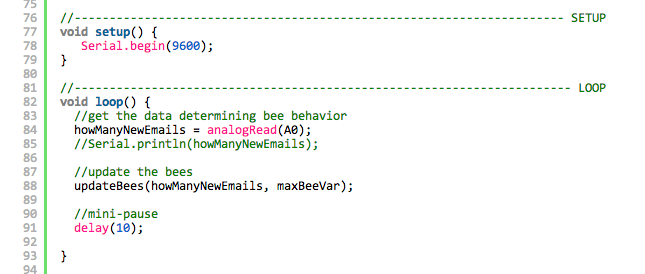 75
76 //--------------------------------------------------------------------- SETUP
77 void setup() {
78 Serial.begin(9600);
79 }
80
81 //---------------------------------------------------------------------- LOOP
82 void loop() {
83 //get the data determining bee behavior
84 howManyNewEmails = analogRead(A0);
85 //Serial.println(howManyNewEmails);
86
87 //update the bees
88 updateBees(howManyNewEmails, maxBeeVar);
89
90 //mini-pause
91 delay(10);
92
93 }
94